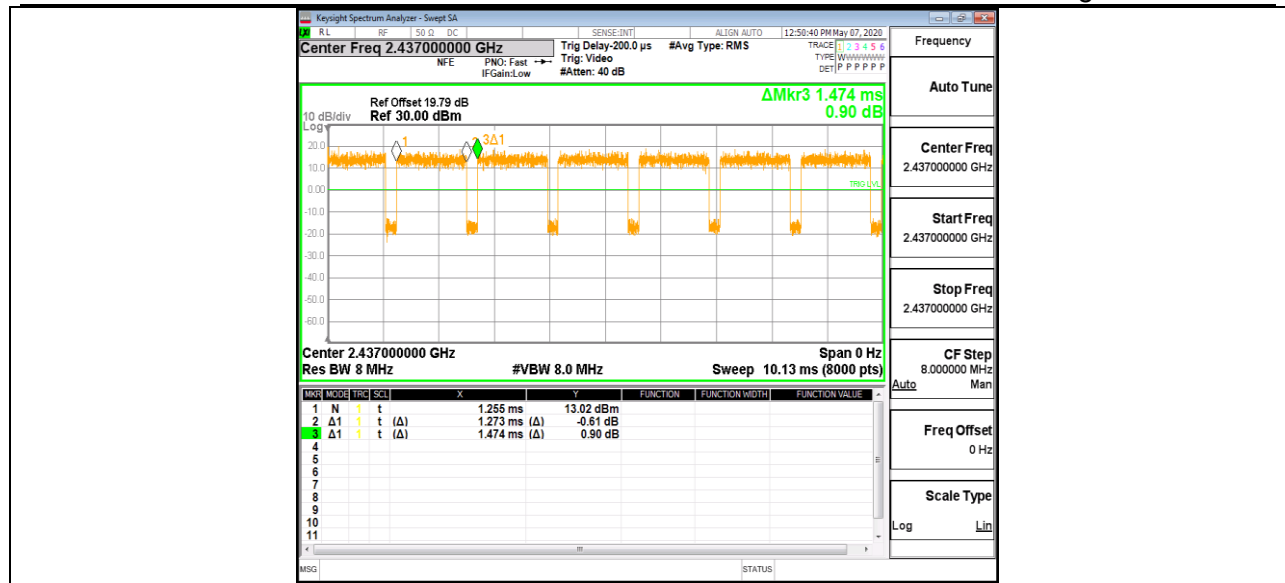 Keysight Spectrum Analyzer - Swept SA
RL RF 50 Ω DC SENSE:INT ALIGN AUTO 12:50:40 PM May 07, 2020
Center Freq 2.437000000 GHz
NFE PNO: Fast IFGain:Low
Trig Delay-200.0 µs #Avg Type: RMS
Trig: Video
#Atten: 40 dB
TRACE 1 2 3 4 5 6
TYPE WWWWWW
DET P P P P P P
Frequency
Auto Tune
Center Freq
2.437000000 GHz
Start Freq
2.437000000 GHz
Stop Freq
2.437000000 GHz
CF Step
8.000000 MHz
Auto Man
Freq Offset
0 Hz
Scale Type
Log Lin
ΔMkr3 1.474 ms
0.90 dB
Ref Offset 19.79 dB
10 dB/div Ref 30.00 dBm
Log
1 3Δ1
20.0
10.0
TRIG LVL
0.00
-10.0
-20.0
-30.0
-40.0
-50.0
-60.0
Center 2.437000000 GHz Span 0 Hz
Res BW 8 MHz #VBW 8.0 MHz Sweep 10.13 ms (8000 pts)
MKR MODE TRC SCL X Y FUNCTION FUNCTION WIDTH FUNCTION VALUE
1 N t 1.255 ms 13.02 dBm
2 Δ1 t (Δ) 1.273 ms (Δ) -0.61 dB
3 Δ1 t (Δ) 1.474 ms (Δ) 0.90 dB
4
5
6
7
8
9
10
11
MSG STATUS